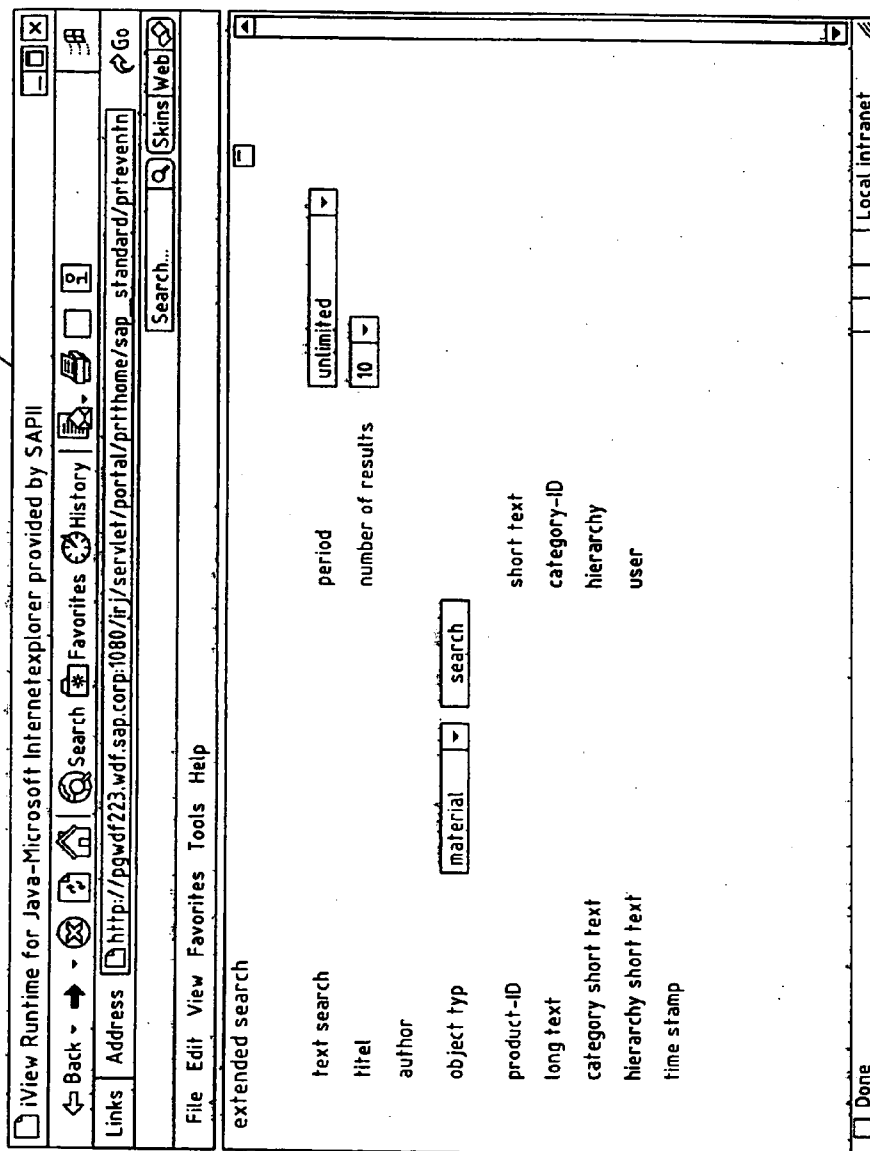 iView Runtime for Java-Microsoft Internetexplorer provided by SAPII
Back Search Favorites History
Links Address http://pgwdf223.wdf.sap.corp:1080/irj/servlet/portal/prtthome/sap_standard/prteventn Go
Search... Skins Web
File Edit View Favorites Tools Help
extended search
text search period unlimited
titel number of results 10
author
object typ material search
product-ID short text
long text category-ID
category short text hierarchy
hierarchy short text user
time stamp
Done Local intranet